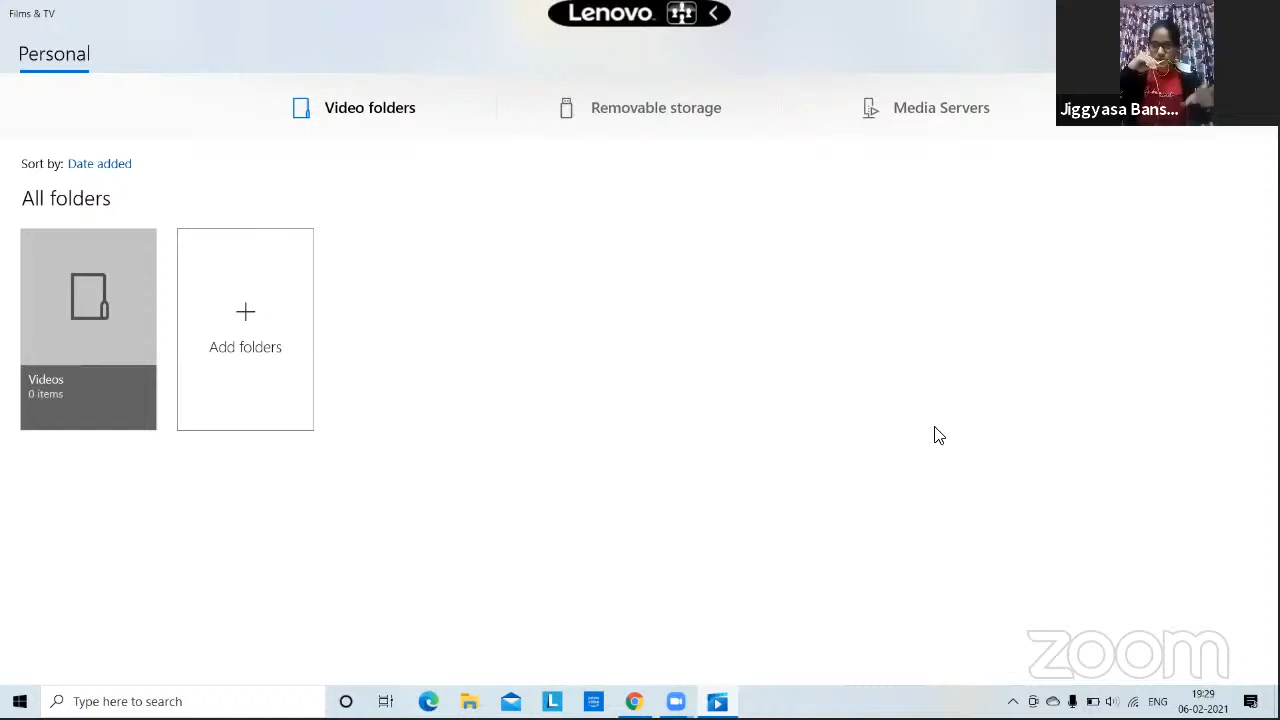 Films & TV
Lenovo
Personal
Video folders
Removable storage
Media Servers
Jiggyasa Bans...
Sort by: Date added
All folders
Add folders
Videos
0 items
zoom
Type here to search
L
ENG
19:29
06-02-2021